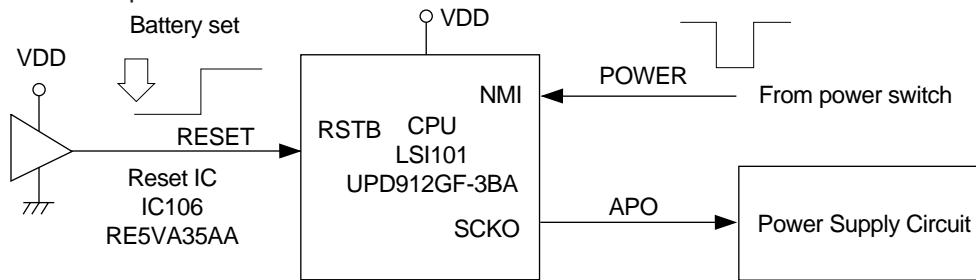 Battery set
VDD
VDD
POWER
NMI
From power switch
RSTB
CPU
LSI101
UPD912GF-3BA
RESET
Reset IC
IC106
RE5VA35AA
SCKO
APO
Power Supply Circuit